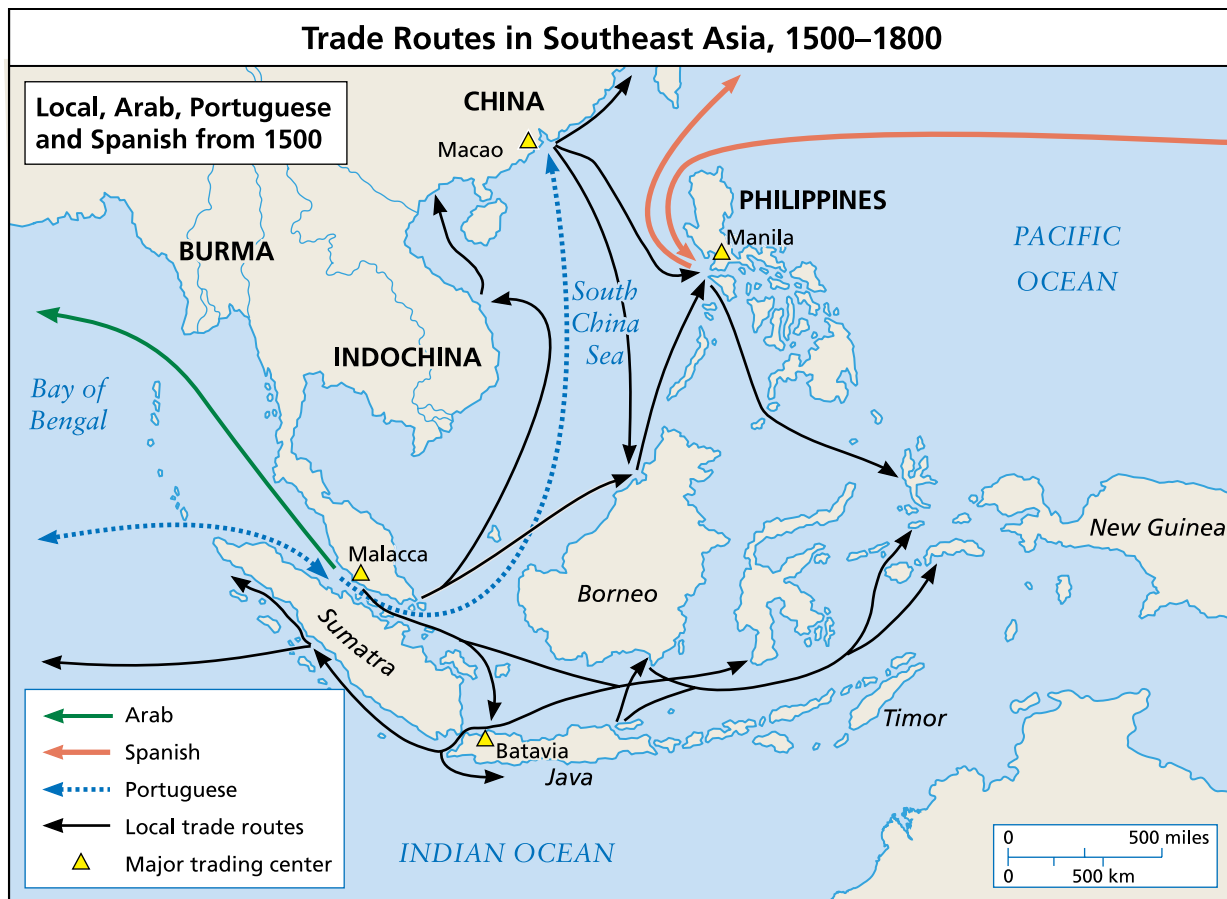 Trade Routes in Southeast Asia, 1500–1800
Local, Arab, Portuguese
and Spanish from 1500
CHINA
Macao
PHILIPPINES
Manila
BURMA
PACIFIC
OCEAN
South
China
Sea
INDOCHINA
Bay of
Bengal
New Guinea
Malacca
Borneo
Sumatra
Timor
Batavia
Java
INDIAN OCEAN
Arab
Spanish
Portuguese
Local trade routes
Major trading center
0 500 miles
0 500 km